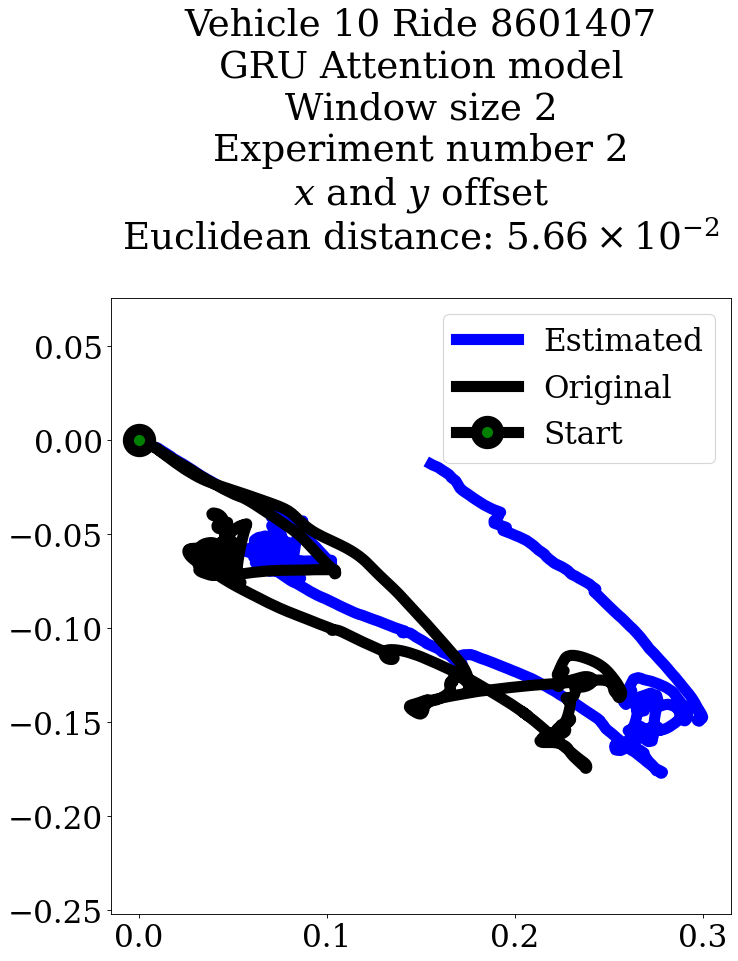 Vehicle 10 Ride 8601407
GRU Attention model
Window size 2
Experiment number 2
x and y offset
Euclidean distance: 5.66 × 10⁻²
Estimated
Original
Start
0.05
0.00
−0.05
−0.10
−0.15
−0.20
−0.25
0.0 0.1 0.2 0.3